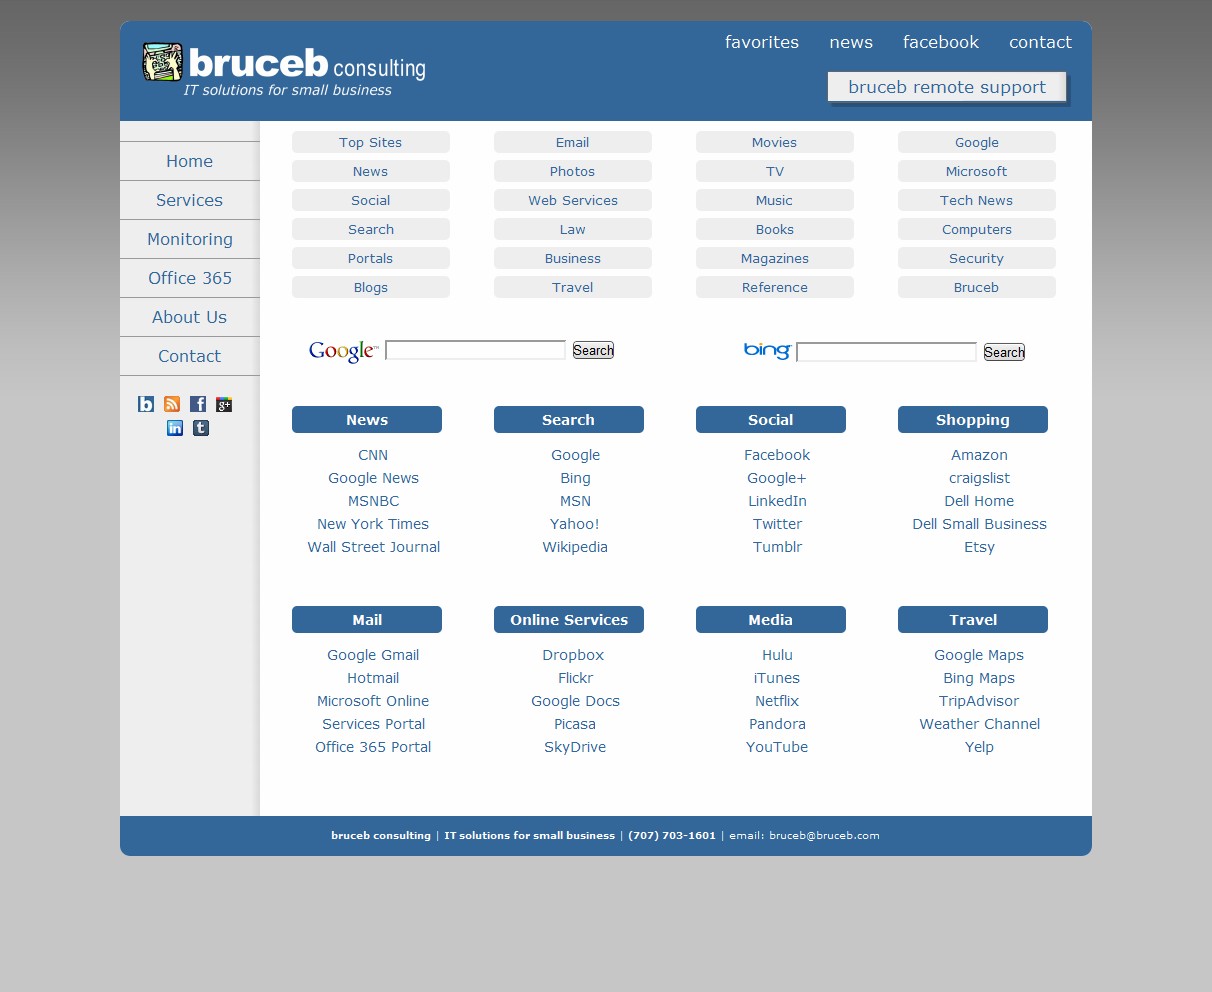 favorites news facebook contact
bruceb consulting
IT solutions for small business
bruceb remote support
Home
Services
Monitoring
Office 365
About Us
Contact
Top Sites Email Movies Google
News Photos TV Microsoft
Social Web Services Music Tech News
Search Law Books Computers
Portals Business Magazines Security
Blogs Travel Reference Bruceb
Google™ Search bing Search
News Search Social Shopping
CNN Google Facebook Amazon
Google News Bing Google+ craigslist
MSNBC MSN LinkedIn Dell Home
New York Times Yahoo! Twitter Dell Small Business
Wall Street Journal Wikipedia Tumblr Etsy
Mail Online Services Media Travel
Google Gmail Dropbox Hulu Google Maps
Hotmail Flickr iTunes Bing Maps
Microsoft Online Google Docs Netflix TripAdvisor
Services Portal Picasa Pandora Weather Channel
Office 365 Portal SkyDrive YouTube Yelp
bruceb consulting | IT solutions for small business | (707) 703-1601 | email: bruceb@bruceb.com